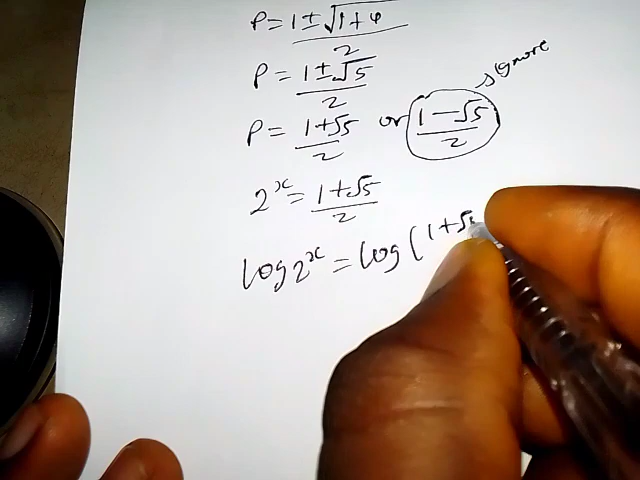 P = 1 ± √1+4 / 2
P = 1 ± √5 / 2
P = 1+√5 / 2 or 1−√5 / 2 → ignore
2^x = 1+√5 / 2
log 2^x = log ( 1+√5